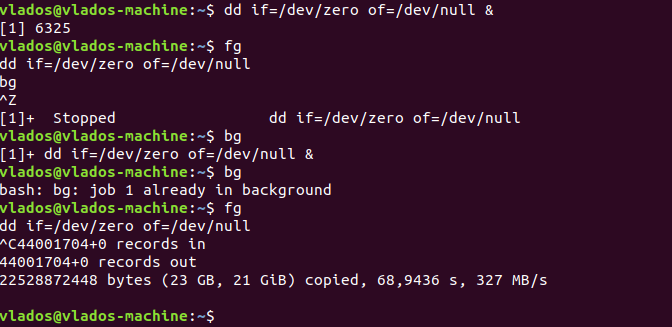 vlados@vlados-machine:~$ dd if=/dev/zero of=/dev/null &
[1] 6325
vlados@vlados-machine:~$ fg
dd if=/dev/zero of=/dev/null
bg
^Z
[1]+  Stopped                 dd if=/dev/zero of=/dev/null
vlados@vlados-machine:~$ bg
[1]+ dd if=/dev/zero of=/dev/null &
vlados@vlados-machine:~$ bg
bash: bg: job 1 already in background
vlados@vlados-machine:~$ fg
dd if=/dev/zero of=/dev/null
^C44001704+0 records in
44001704+0 records out
22528872448 bytes (23 GB, 21 GiB) copied, 68,9436 s, 327 MB/s

vlados@vlados-machine:~$